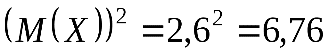 (M(X))² = 2,6² = 6,76